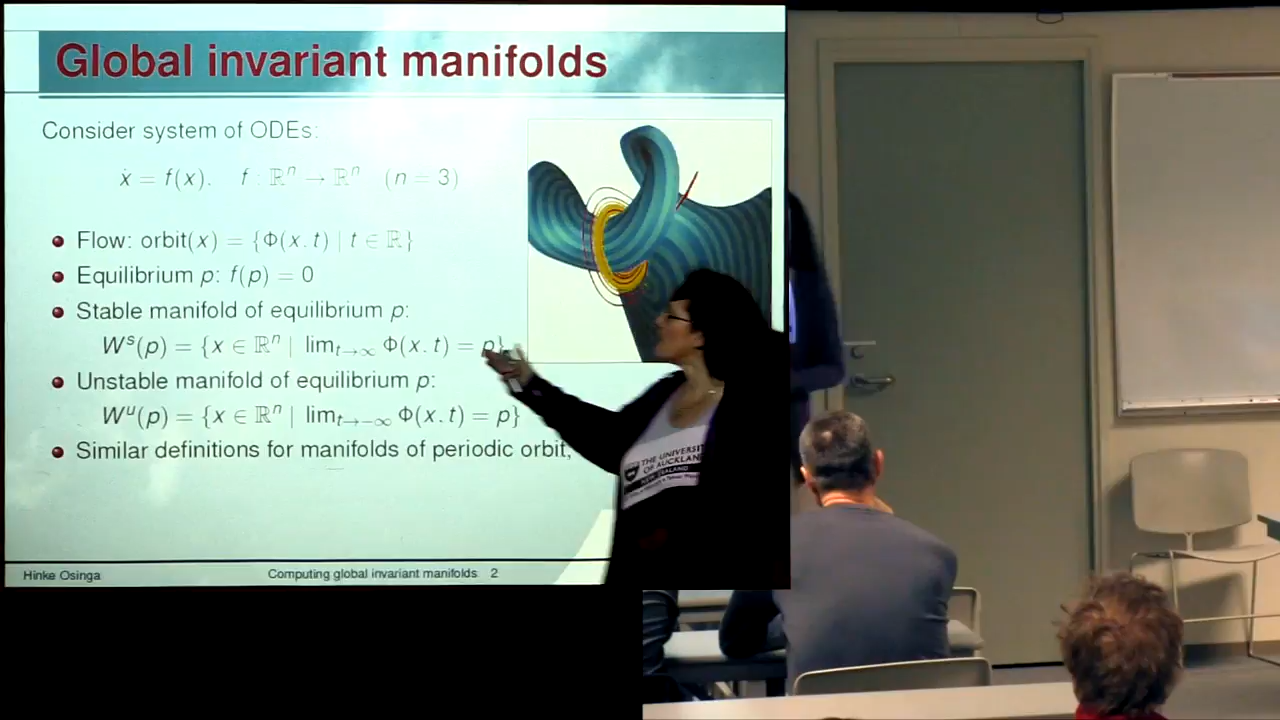 Global invariant manifolds
Consider system of ODEs:
ẋ = f(x), f : ℝⁿ → ℝⁿ (n = 3)
Flow: orbit(x) = {Φ(x, t) | t ∈ ℝ}
Equilibrium p: f(p) = 0
Stable manifold of equilibrium p:
Wˢ(p) = {x ∈ ℝⁿ | lim t→∞ Φ(x, t) = p}
Unstable manifold of equilibrium p:
Wᵘ(p) = {x ∈ ℝⁿ | lim t→−∞ Φ(x, t) = p}
Similar definitions for manifolds of periodic orbit,
THE UNIVERSITY
OF AUCKLAND
NEW ZEALAND
Hinke Osinga
Computing global invariant manifolds 2